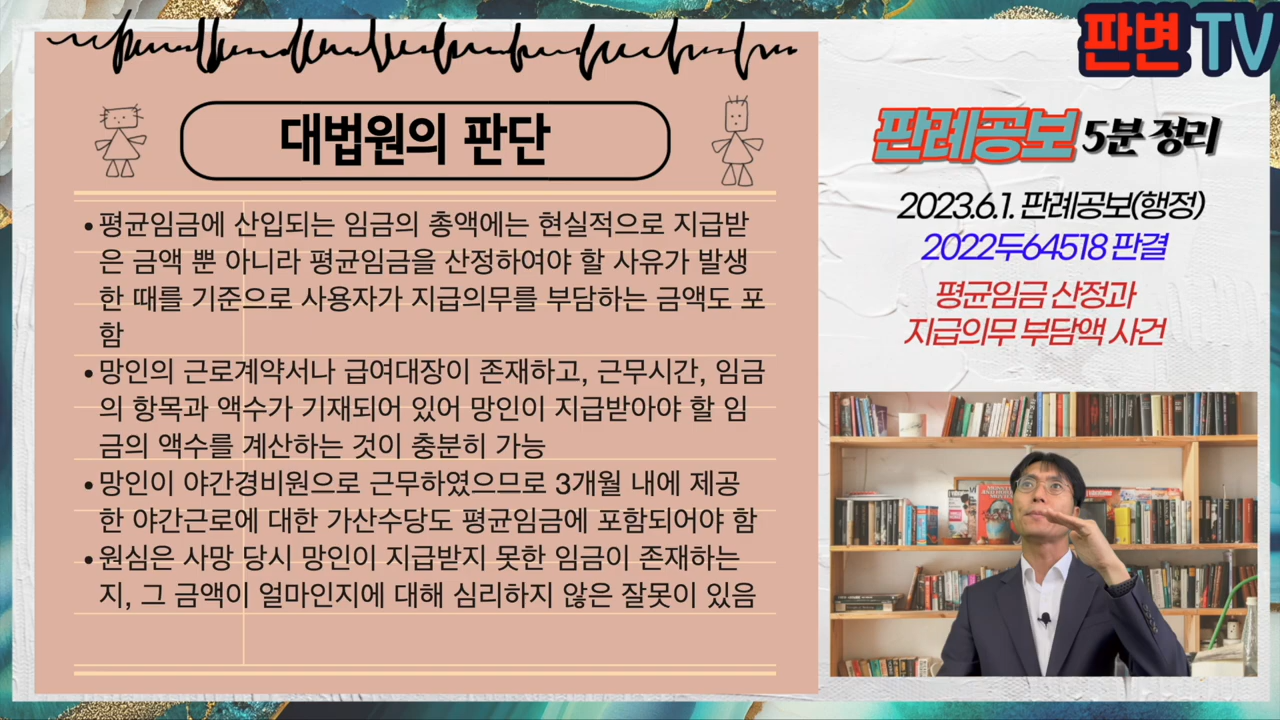 판변 TV
대법원의 판단
• 평균임금에 산입되는 임금의 총액에는 현실적으로 지급받
은 금액 뿐 아니라 평균임금을 산정하여야 할 사유가 발생
한 때를 기준으로 사용자가 지급의무를 부담하는 금액도 포
함
• 망인의 근로계약서나 급여대장이 존재하고, 근무시간, 임금
의 항목과 액수가 기재되어 있어 망인이 지급받아야 할 임
금의 액수를 계산하는 것이 충분히 가능
• 망인이 야간경비원으로 근무하였으므로 3개월 내에 제공
한 야간근로에 대한 가산수당도 평균임금에 포함되어야 함
• 원심은 사망 당시 망인이 지급받지 못한 임금이 존재하는
지, 그 금액이 얼마인지에 대해 심리하지 않은 잘못이 있음
판례공보 5분 정리
2023.6.1. 판례공보(행정)
2022두64518 판결
평균임금 산정과
지급의무 부담액 사건